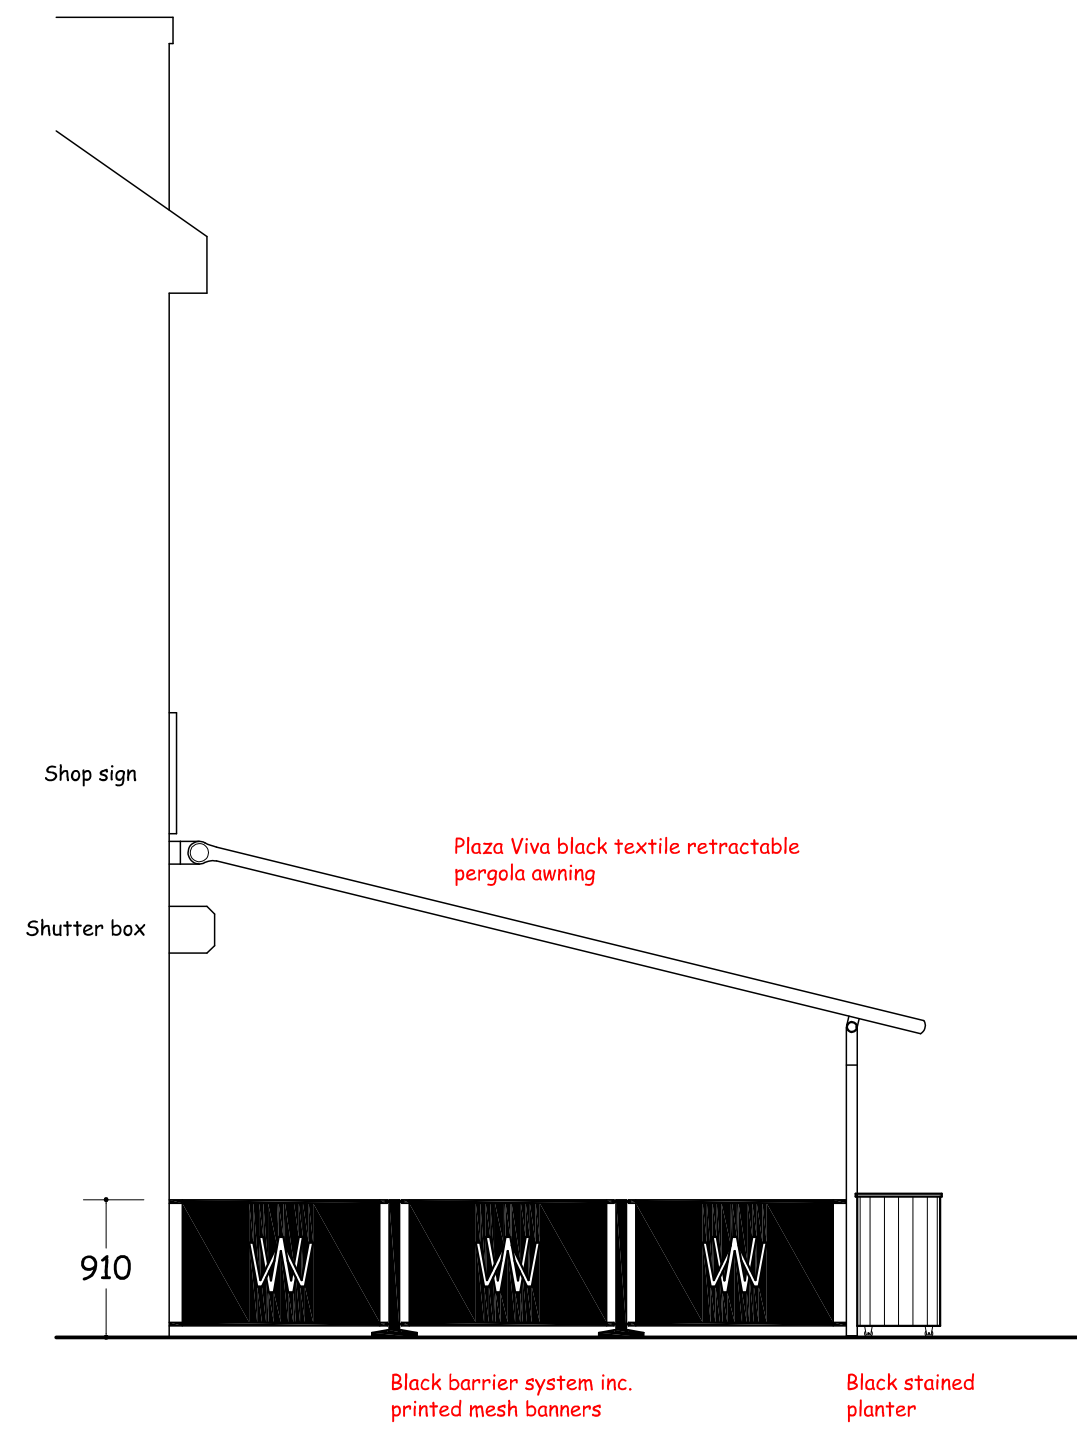 Shop sign
Plaza Viva black textile retractable
pergola awning
Shutter box
910
Black barrier system inc.
printed mesh banners
Black stained
planter